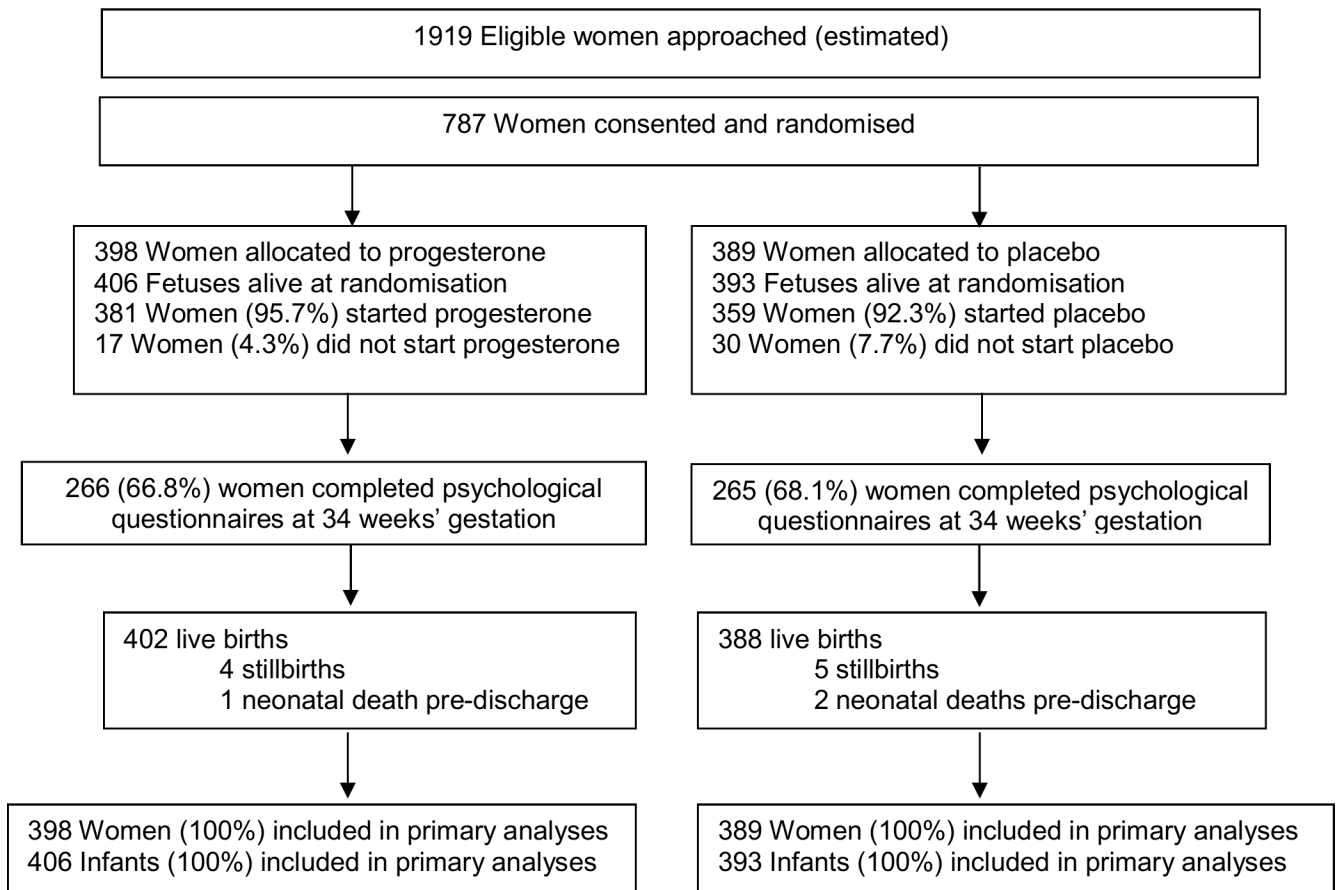 1919 Eligible women approached (estimated)
787 Women consented and randomised
398 Women allocated to progesterone
406 Fetuses alive at randomisation
381 Women (95.7%) started progesterone
17 Women (4.3%) did not start progesterone
389 Women allocated to placebo
393 Fetuses alive at randomisation
359 Women (92.3%) started placebo
30 Women (7.7%) did not start placebo
266 (66.8%) women completed psychological
questionnaires at 34 weeks’ gestation
265 (68.1%) women completed psychological
questionnaires at 34 weeks’ gestation
402 live births
4 stillbirths
1 neonatal death pre-discharge
388 live births
5 stillbirths
2 neonatal deaths pre-discharge
398 Women (100%) included in primary analyses
406 Infants (100%) included in primary analyses
389 Women (100%) included in primary analyses
393 Infants (100%) included in primary analyses